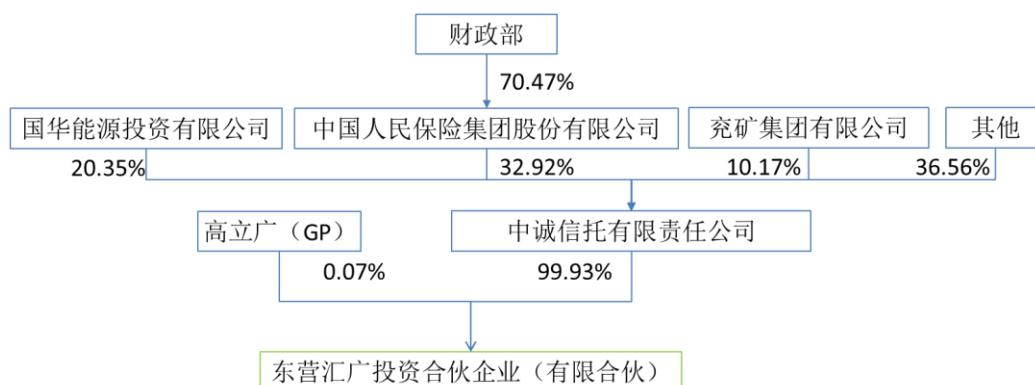 财政部
70.47%
国华能源投资有限公司
中国人民保险集团股份有限公司
兖矿集团有限公司
其他
20.35%
32.92%
10.17%
36.56%
高立广（GP）
中诚信托有限责任公司
0.07%
99.93%
东营汇广投资合伙企业（有限合伙）